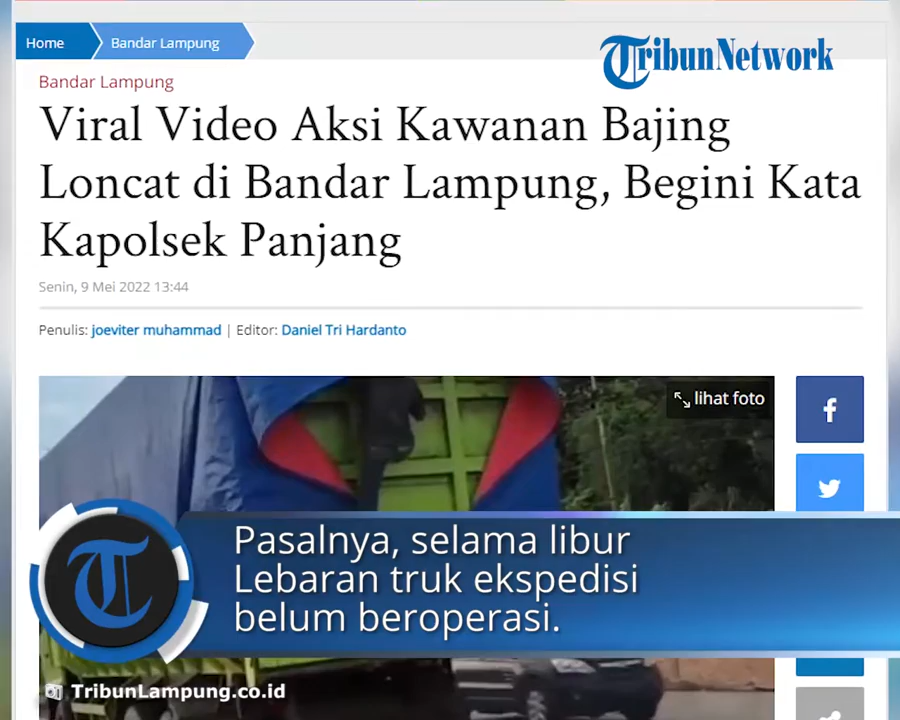 Home
Bandar Lampung
TribunNetwork
Bandar Lampung
Viral Video Aksi Kawanan Bajing
Loncat di Bandar Lampung, Begini Kata
Kapolsek Panjang
Senin, 9 Mei 2022 13:44
Penulis: joeviter muhammad | Editor: Daniel Tri Hardanto
lihat foto
f
Pasalnya, selama libur
Lebaran truk ekspedisi
belum beroperasi.
T
TribunLampung.co.id